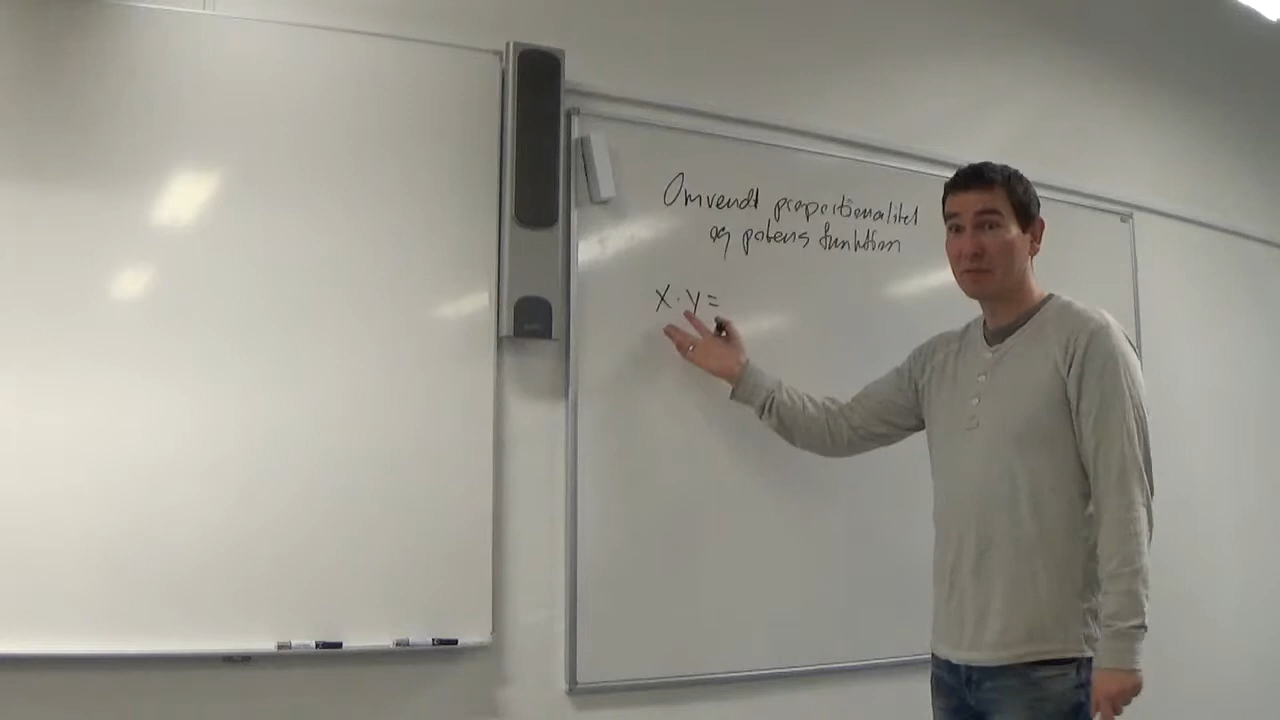 Omvendt proportionalitet
og potens funktion
X · Y =